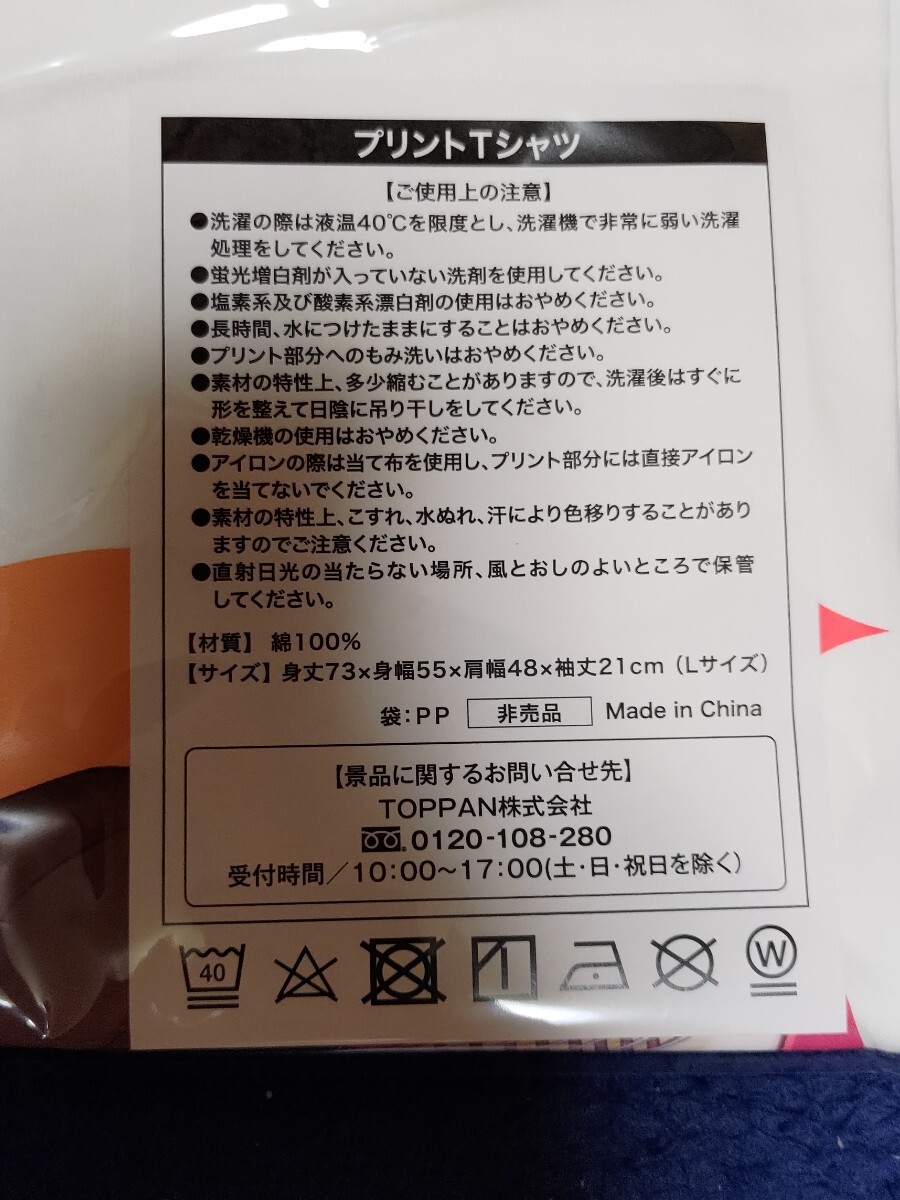 プリントTシャツ
【ご使用上の注意】
●洗濯の際は液温40℃を限度とし、洗濯機で非常に弱い洗濯
処理をしてください。
●蛍光増白剤が入っていない洗剤を使用してください。
●塩素系及び酸素系漂白剤の使用はおやめください。
●長時間、水につけたままにすることはおやめください。
●プリント部分へのもみ洗いはおやめください。
●素材の特性上、多少縮むことがありますので、洗濯後はすぐに
形を整えて日陰に吊り干しをしてください。
●乾燥機の使用はおやめください。
●アイロンの際は当て布を使用し、プリント部分には直接アイロン
を当てないでください。
●素材の特性上、こすれ、水ぬれ、汗により色移りすることがあり
ますのでご注意ください。
●直射日光の当たらない場所、風とおしのよいところで保管
してください。
【材質】 綿100%
【サイズ】身丈73×身幅55×肩幅48×袖丈21cm（Lサイズ）
袋:PP 非売品 Made in China
【景品に関するお問い合せ先】
TOPPAN株式会社
0120-108-280
受付時間／10:00〜17:00(土・日・祝日を除く)
40 W